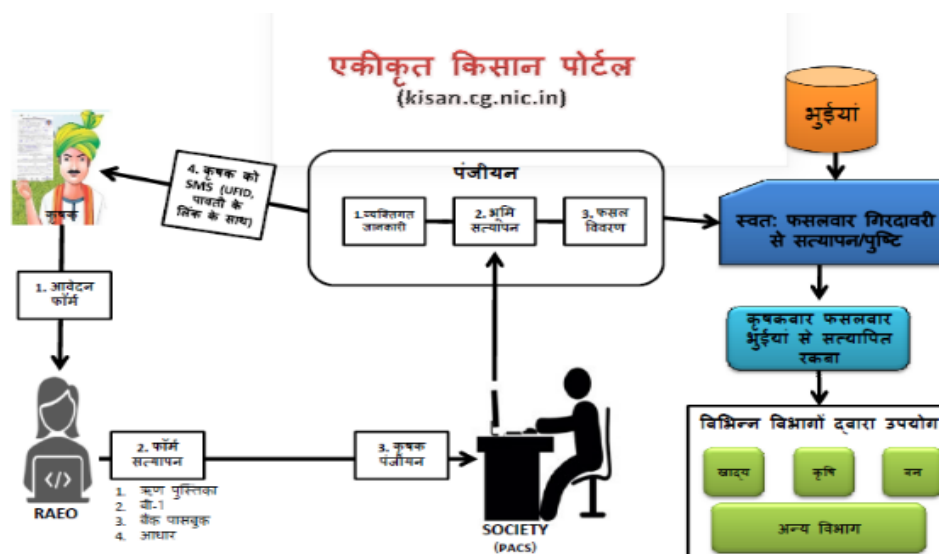 एकीकृत किसान पोर्टल
(kisan.cg.nic.in)
भुईयां
कृषक
4. कृषक को
SMS (UFID,
पावती के
लिंक के साथ)
पंजीयन
1.व्यक्तिगत
जानकारी
2. भूमि
सत्यापन
3. फसल
विवरण
स्वत: फसलवार गिरदावरी
से सत्यापन/पुष्टि
1. आवेदन
फॉर्म
कृषकवार फसलवार
भुईयां से सत्यापित
रकबा
RAEO
2. फॉर्म
सत्यापन
1. ऋण पुस्तिका
2. बी-1
3. बैंक पासबुक
4. आधार
3. कृषक
पंजीयन
SOCIETY
(PACS)
विभिन्न विभागों द्वारा उपयोग
खाद्य
कृषि
वन
अन्य विभाग